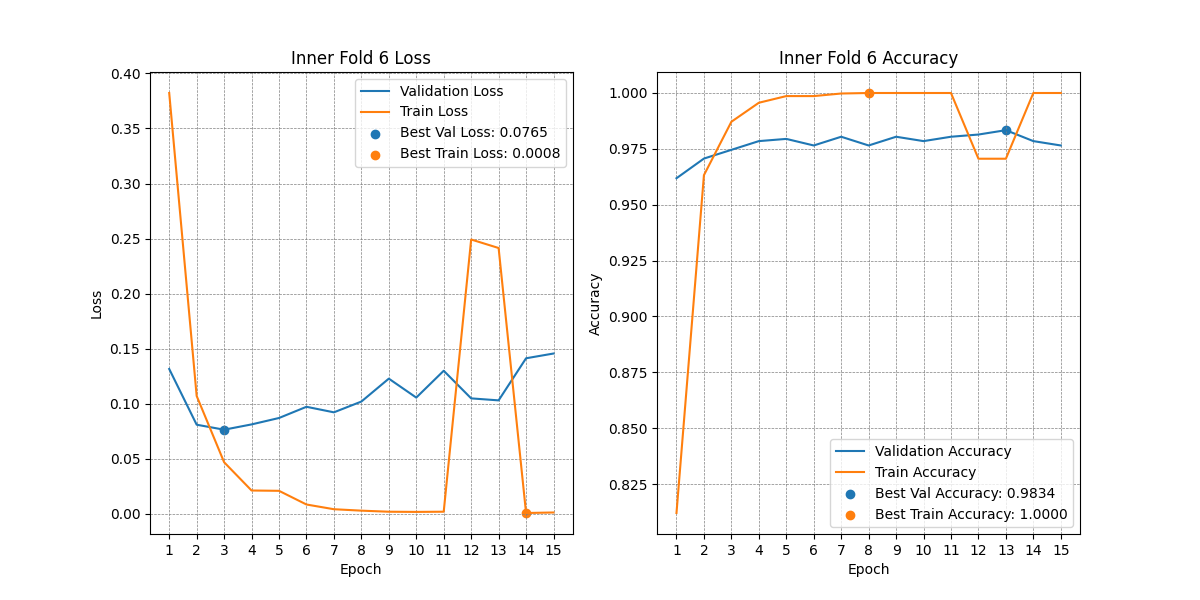 Inner Fold 6 Loss
0.40
0.35
0.30
0.25
0.20
0.15
0.10
0.05
0.00
Loss
Validation Loss
Train Loss
Best Val Loss: 0.0765
Best Train Loss: 0.0008
1 2 3 4 5 6 7 8 9 10 11 12 13 14 15
Epoch
Inner Fold 6 Accuracy
1.000
0.975
0.950
0.925
0.900
0.875
0.850
0.825
Accuracy
Validation Accuracy
Train Accuracy
Best Val Accuracy: 0.9834
Best Train Accuracy: 1.0000
1 2 3 4 5 6 7 8 9 10 11 12 13 14 15
Epoch